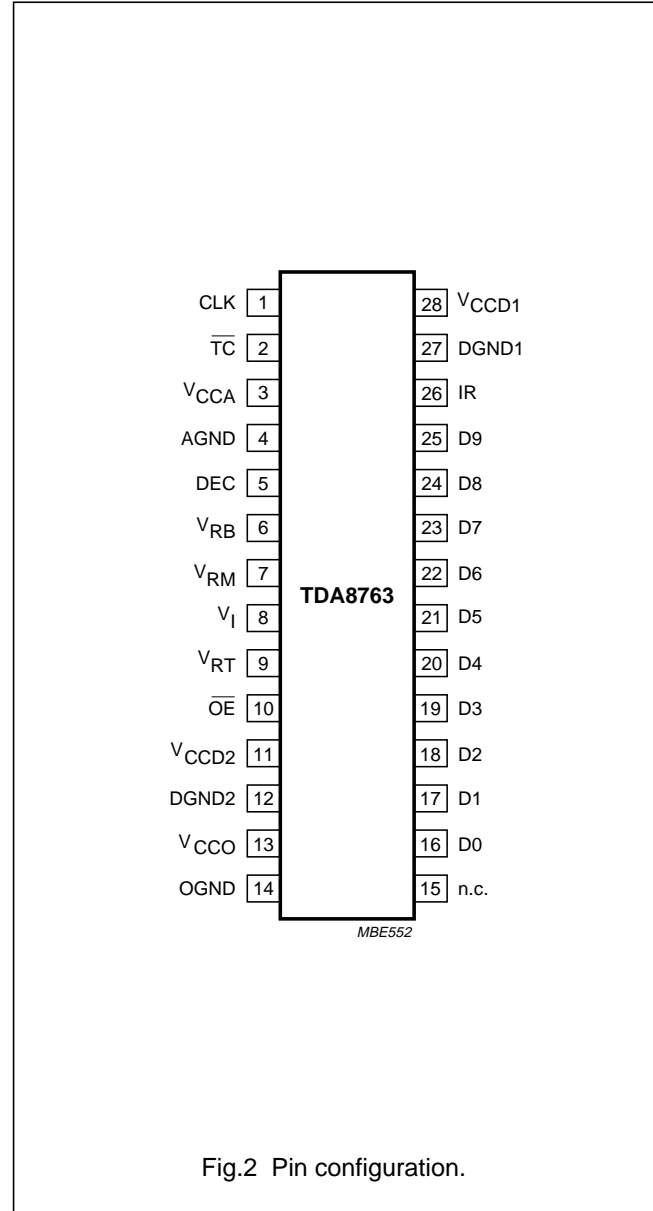 CLK 1 28 VCCD1
T̅C̅ 2 27 DGND1
VCCA 3 26 IR
AGND 4 25 D9
DEC 5 24 D8
VRB 6 23 D7
VRM 7 22 D6
TDA8763
VI 8 21 D5
VRT 9 20 D4
O̅E̅ 10 19 D3
VCCD2 11 18 D2
DGND2 12 17 D1
VCCO 13 16 D0
OGND 14 15 n.c.
MBE552
Fig.2 Pin configuration.